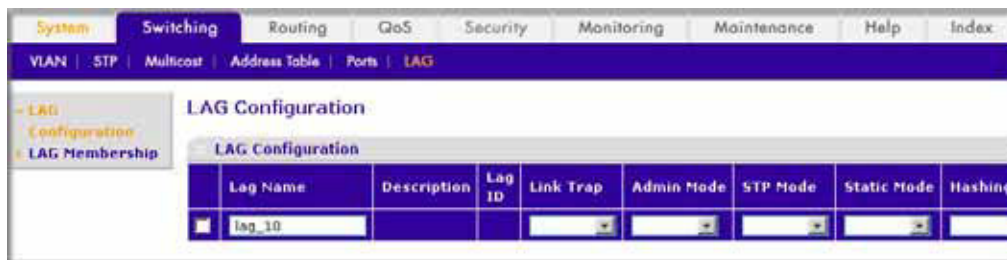 System Switching Routing QoS Security Monitoring Maintenance Help Index
VLAN STP Multicast Address Table Ports LAG
LAG Configuration
LAG Membership
LAG Configuration
LAG Configuration
Lag Name Description Lag ID Link Trap Admin Mode STP Mode Static Mode Hashing
lag_10